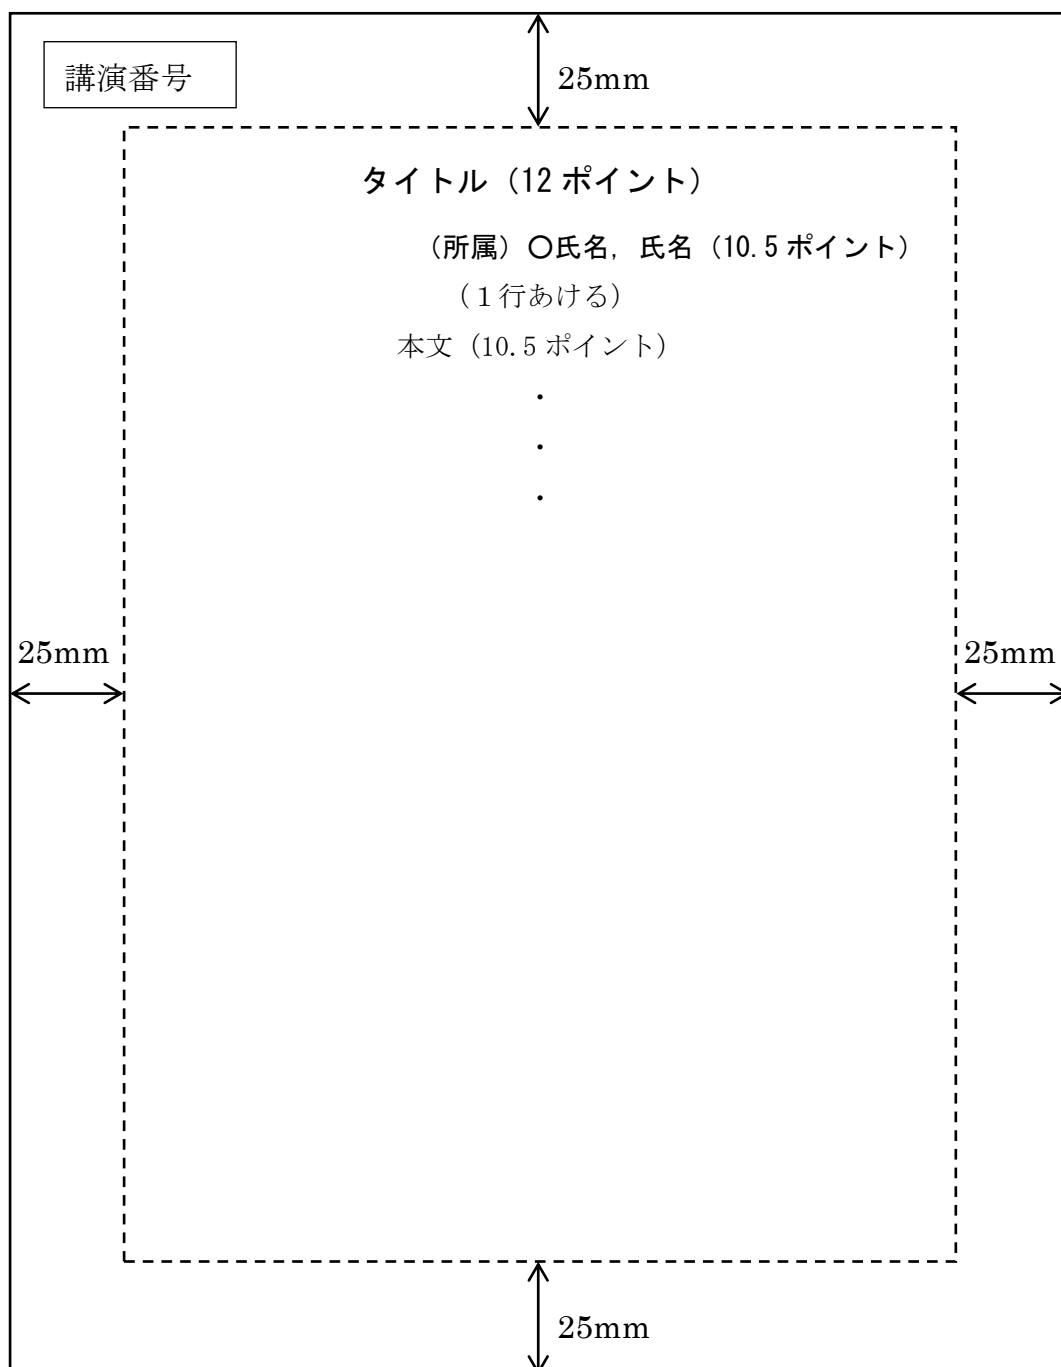 講演番号
25mm
タイトル（12 ポイント）
（所属）〇氏名，氏名（10.5 ポイント）
（１行あける）
本文（10.5 ポイント）
・
・
・
25mm
25mm
25mm